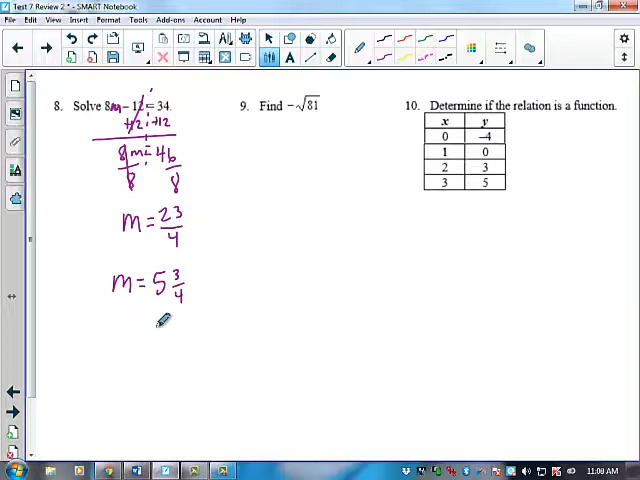 Test 7 Review 2 * - SMART Notebook
File Edit View Insert Format Tools Add-ons Account Help
8. Solve 8m – 12 = 34.
+12 +12
8m = 46
8 8
m = 23
4
m = 5 3/4
9. Find –√81
10. Determine if the relation is a function.
x y
0 –4
1 0
2 3
3 5
EN
11:08 AM